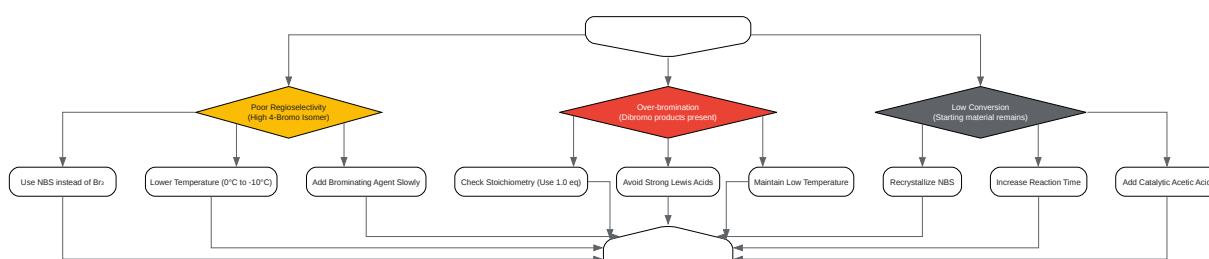 Poor Regioselectivity
(High 4-Bromo Isomer)
Over-bromination
(Dibromo products present)
Low Conversion
(Starting material remains)
Use NBS instead of Br₂
Lower Temperature (0°C to -10°C)
Add Brominating Agent Slowly
Check Stoichiometry (Use 1.0 eq)
Avoid Strong Lewis Acids
Maintain Low Temperature
Recrystallize NBS
Increase Reaction Time
Add Catalytic Acetic Acid